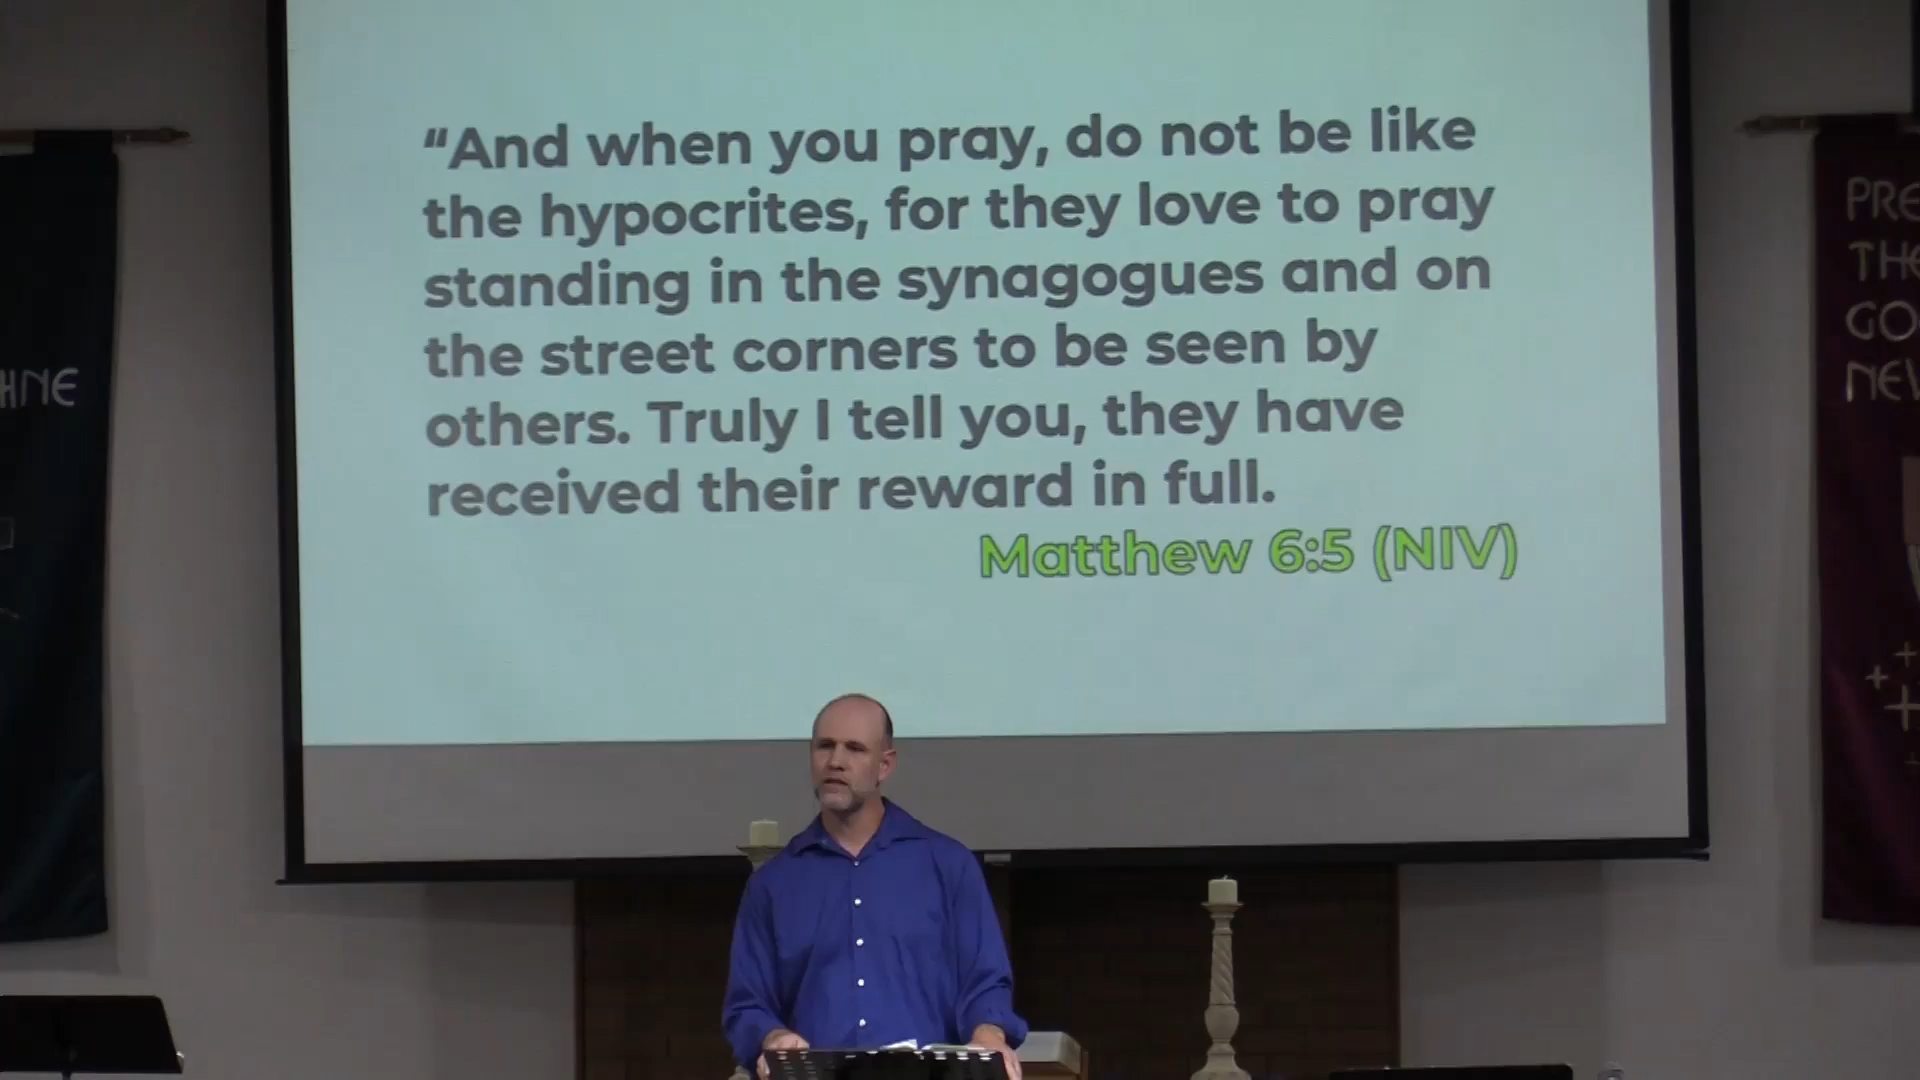 “And when you pray, do not be like
the hypocrites, for they love to pray
standing in the synagogues and on
the street corners to be seen by
others. Truly I tell you, they have
received their reward in full.
Matthew 6:5 (NIV)